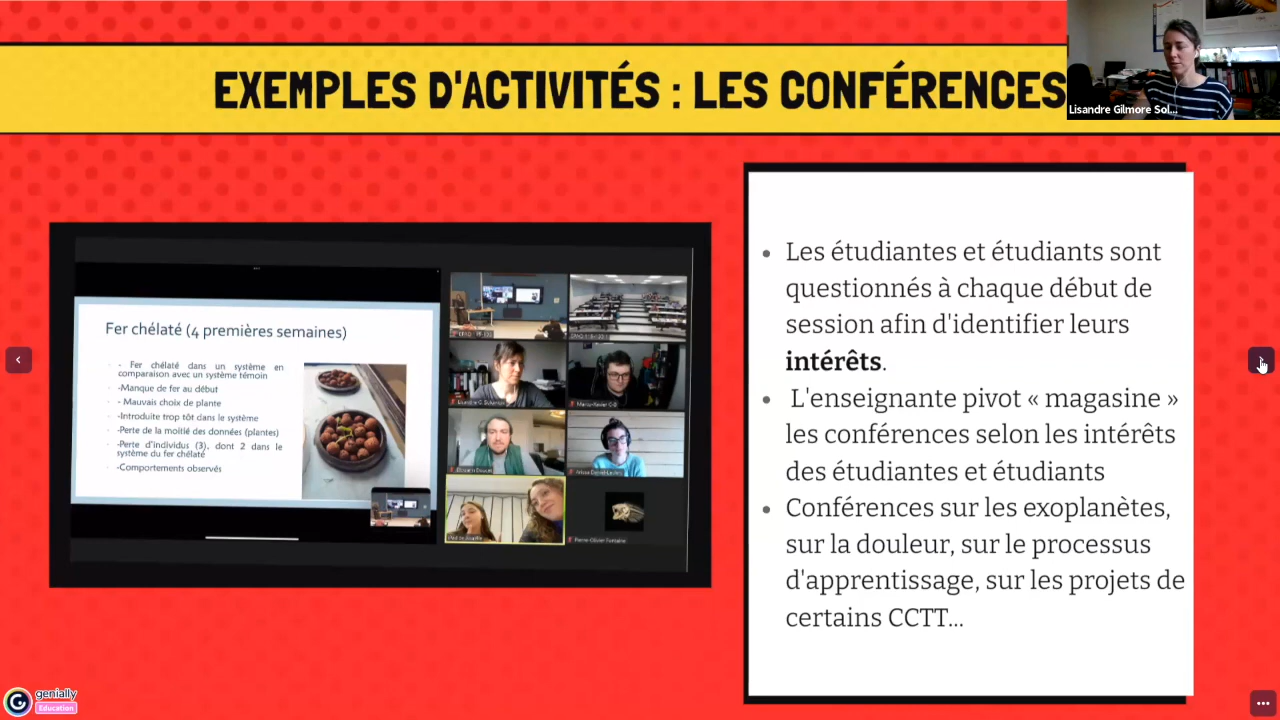 EXEMPLES D'ACTIVITÉS : LES CONFÉRENCES
Lisandre Gilmore Sol...
Fer chélaté (4 premières semaines)
- Fer chélaté dans un système en
comparaison avec un système témoin
-Manque de fer au début
- Mauvais choix de plante
-Introduite trop tôt dans le système
-Perte de la moitié des données (plantes)
-Perte d'individus (3), dont 2 dans le
système du fer chélaté
-Comportements observés
• Les étudiantes et étudiants sont
questionnés à chaque début de
session afin d'identifier leurs
intérêts.
• L'enseignante pivot « magasine »
les conférences selon les intérêts
des étudiantes et étudiants
• Conférences sur les exoplanètes,
sur la douleur, sur le processus
d'apprentissage, sur les projets de
certains CCTT...
genially
Education